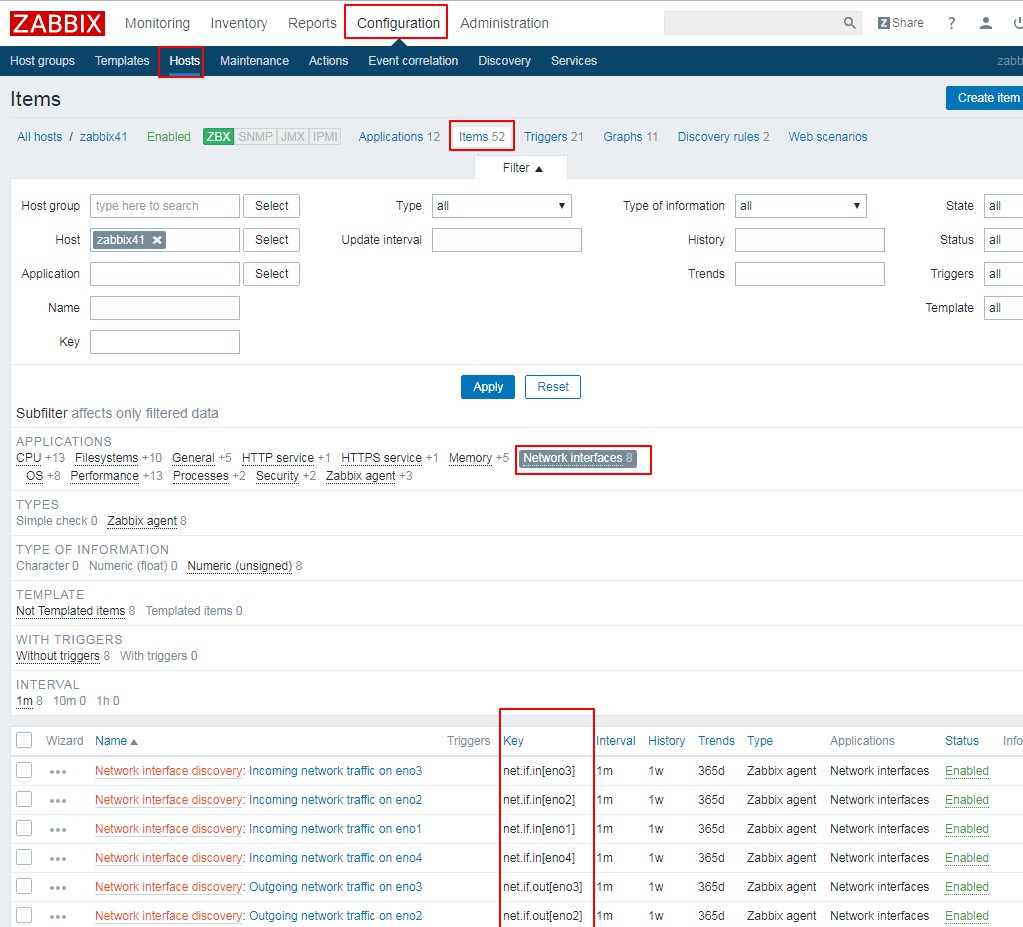 ZABBIX Monitoring Inventory Reports Configuration Administration Z Share ?
Host groups Templates Hosts Maintenance Actions Event correlation Discovery Services zabb
Items Create item
All hosts / zabbix41 Enabled ZBX SNMP JMX IPMI Applications 12 Items 52 Triggers 21 Graphs 11 Discovery rules 2 Web scenarios
Filter ▲
Host group type here to search Select Type all Type of information all State all
Host zabbix41 × Select Update interval History Status all
Application Select Trends Triggers all
Name Template all
Key
Apply Reset
Subfilter affects only filtered data
APPLICATIONS
CPU +13 Filesystems +10 General +5 HTTP service +1 HTTPS service +1 Memory +5 Network interfaces 8
OS +8 Performance +13 Processes +2 Security +2 Zabbix agent +3
TYPES
Simple check 0 Zabbix agent 8
TYPE OF INFORMATION
Character 0 Numeric (float) 0 Numeric (unsigned) 8
TEMPLATE
Not Templated items 8 Templated items 0
WITH TRIGGERS
Without triggers 8 With triggers 0
INTERVAL
1m 8 10m 0 1h 0
Wizard Name ▲ Triggers Key Interval History Trends Type Applications Status Info
Network interface discovery: Incoming network traffic on eno3 net.if.in[eno3] 1m 1w 365d Zabbix agent Network interfaces Enabled
Network interface discovery: Incoming network traffic on eno2 net.if.in[eno2] 1m 1w 365d Zabbix agent Network interfaces Enabled
Network interface discovery: Incoming network traffic on eno1 net.if.in[eno1] 1m 1w 365d Zabbix agent Network interfaces Enabled
Network interface discovery: Incoming network traffic on eno4 net.if.in[eno4] 1m 1w 365d Zabbix agent Network interfaces Enabled
Network interface discovery: Outgoing network traffic on eno3 net.if.out[eno3] 1m 1w 365d Zabbix agent Network interfaces Enabled
Network interface discovery: Outgoing network traffic on eno2 net.if.out[eno2] 1m 1w 365d Zabbix agent Network interfaces Enabled